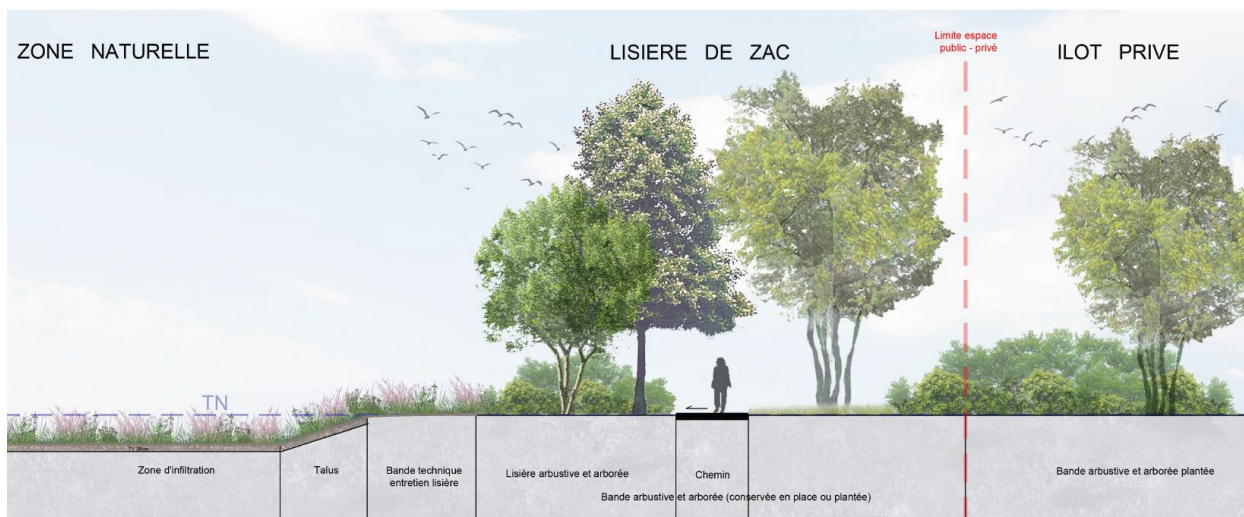 ZONE NATURELLE
LISIERE DE ZAC
Limite espace
public - privé
ILOT PRIVE
TN
TV 30cm
Zone d'infiltration
Talus
Bande technique
entretien lisière
Lisière arbustive et arborée
Chemin
Bande arbustive et arborée (conservée en place ou plantée)
Bande arbustive et arborée plantée